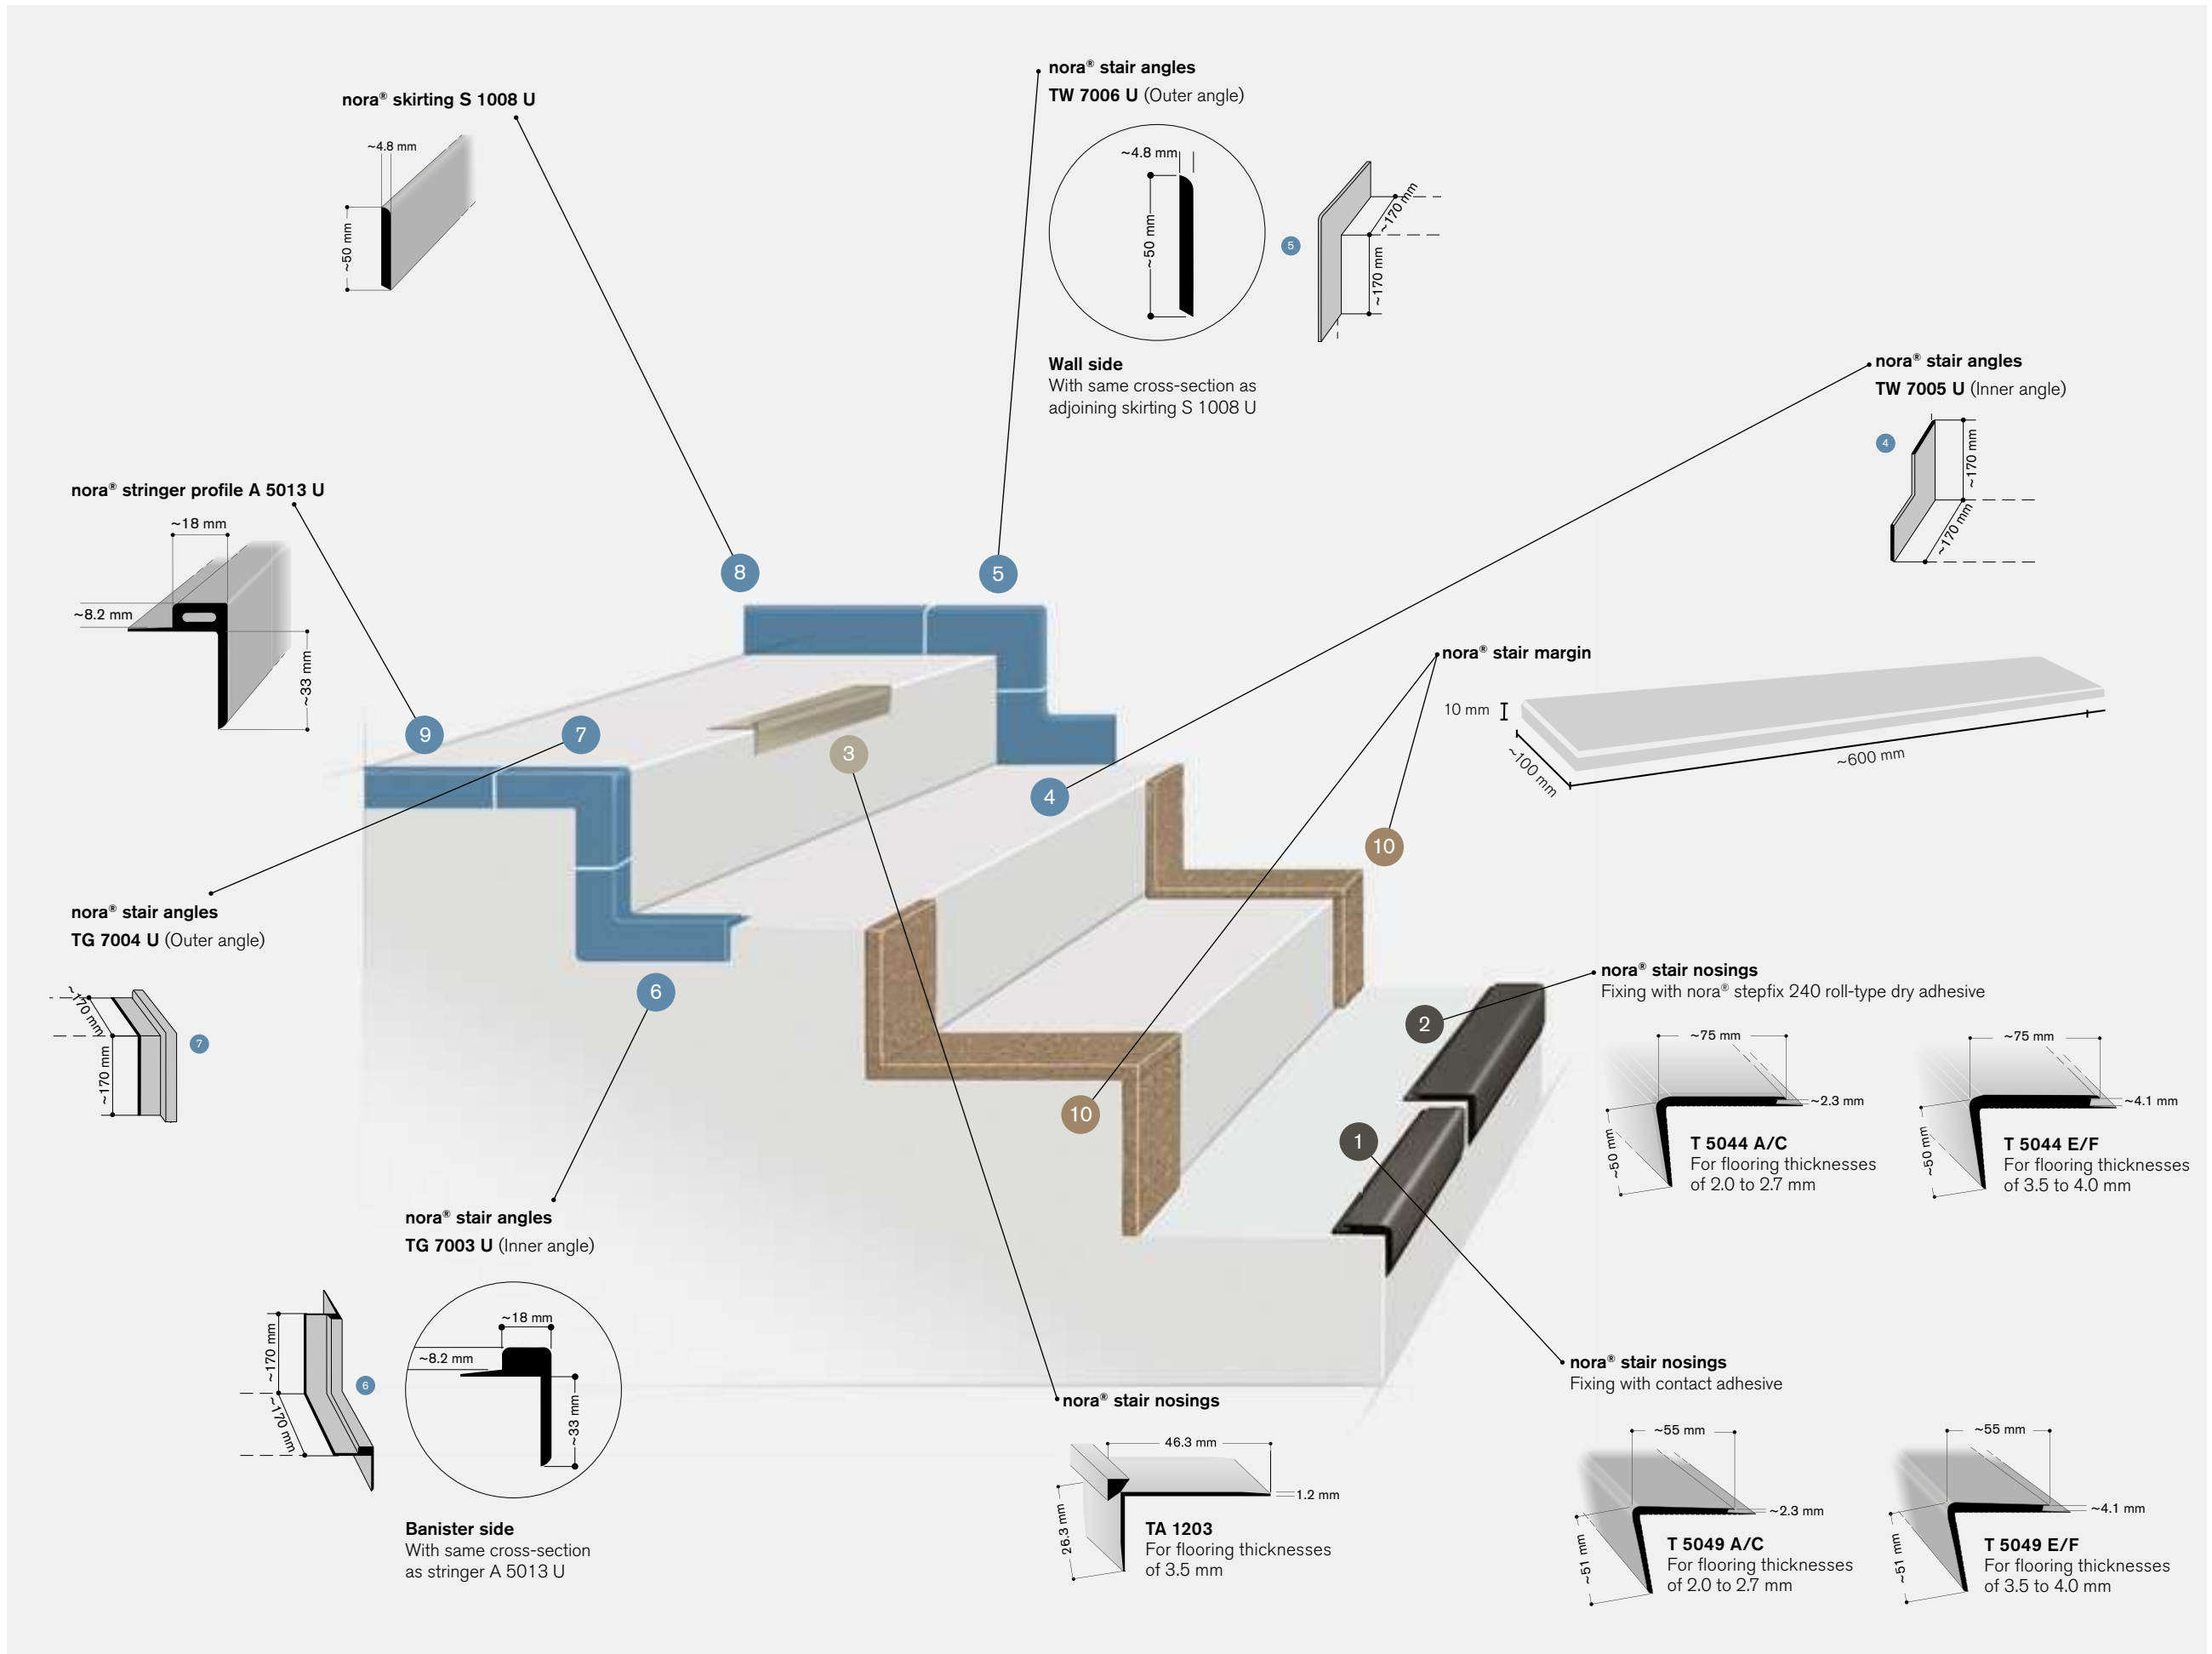 nora® skirting S 1008 U
~4.8 mm
~50 mm
nora® stair angles
TW 7006 U (Outer angle)
~4.8 mm
~50 mm
5
~170 mm
~170 mm
Wall side
With same cross-section as
adjoining skirting S 1008 U
nora® stair angles
TW 7005 U (Inner angle)
4
~170 mm
~170 mm
nora® stringer profile A 5013 U
~18 mm
~8.2 mm
~33 mm
8
5
9
7
3
4
10
nora® stair margin
10 mm
~100 mm
~600 mm
nora® stair angles
TG 7004 U (Outer angle)
~170 mm
~170 mm
7
6
10
2
1
nora® stair nosings
Fixing with nora® stepfix 240 roll-type dry adhesive
~75 mm
~2.3 mm
~50 mm
T 5044 A/C
For flooring thicknesses
of 2.0 to 2.7 mm
~75 mm
~4.1 mm
~50 mm
T 5044 E/F
For flooring thicknesses
of 3.5 to 4.0 mm
nora® stair angles
TG 7003 U (Inner angle)
~170 mm
~170 mm
6
~18 mm
~8.2 mm
~33 mm
Banister side
With same cross-section
as stringer A 5013 U
nora® stair nosings
46.3 mm
1.2 mm
26.3 mm
TA 1203
For flooring thicknesses
of 3.5 mm
nora® stair nosings
Fixing with contact adhesive
~55 mm
~2.3 mm
~51 mm
T 5049 A/C
For flooring thicknesses
of 2.0 to 2.7 mm
~55 mm
~4.1 mm
~51 mm
T 5049 E/F
For flooring thicknesses
of 3.5 to 4.0 mm